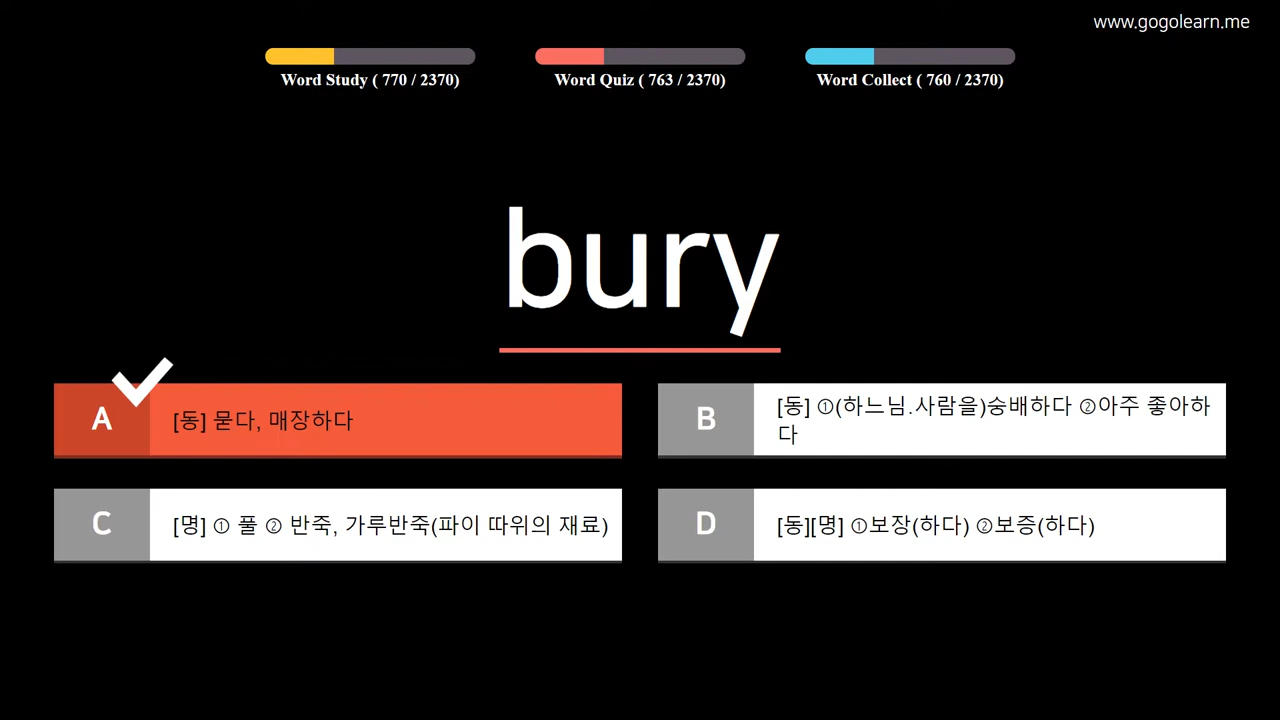 www.gogolearn.me
Word Study ( 770 / 2370)
Word Quiz ( 763 / 2370)
Word Collect ( 760 / 2370)
bury
A
[동] 묻다, 매장하다
B
[동] ①(하느님.사람을)숭배하다 ②아주 좋아하
다
C
[명] ① 풀 ② 반죽, 가루반죽(파이 따위의 재료)
D
[동][명] ①보장(하다) ②보증(하다)